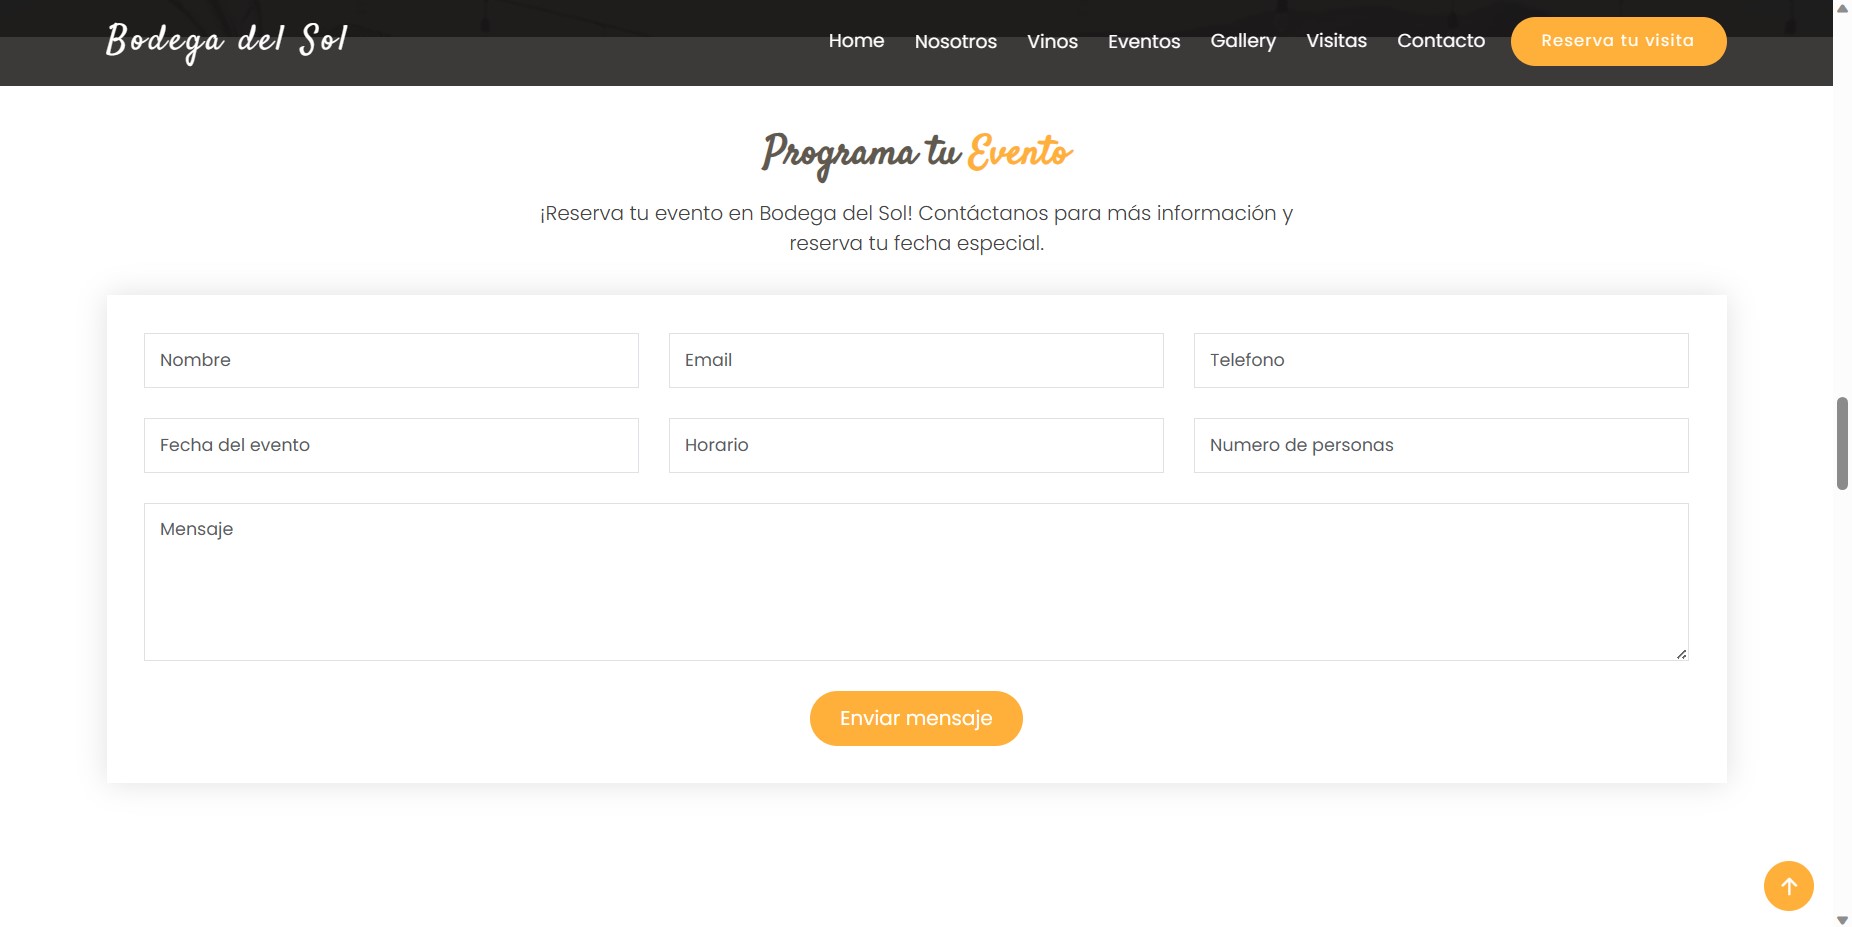 Bodega del Sol
Home Nosotros Vinos Eventos Gallery Visitas Contacto Reserva tu visita
Programa tu Evento
¡Reserva tu evento en Bodega del Sol! Contáctanos para más información y
reserva tu fecha especial.
Nombre Email Telefono
Fecha del evento Horario Numero de personas
Mensaje
Enviar mensaje